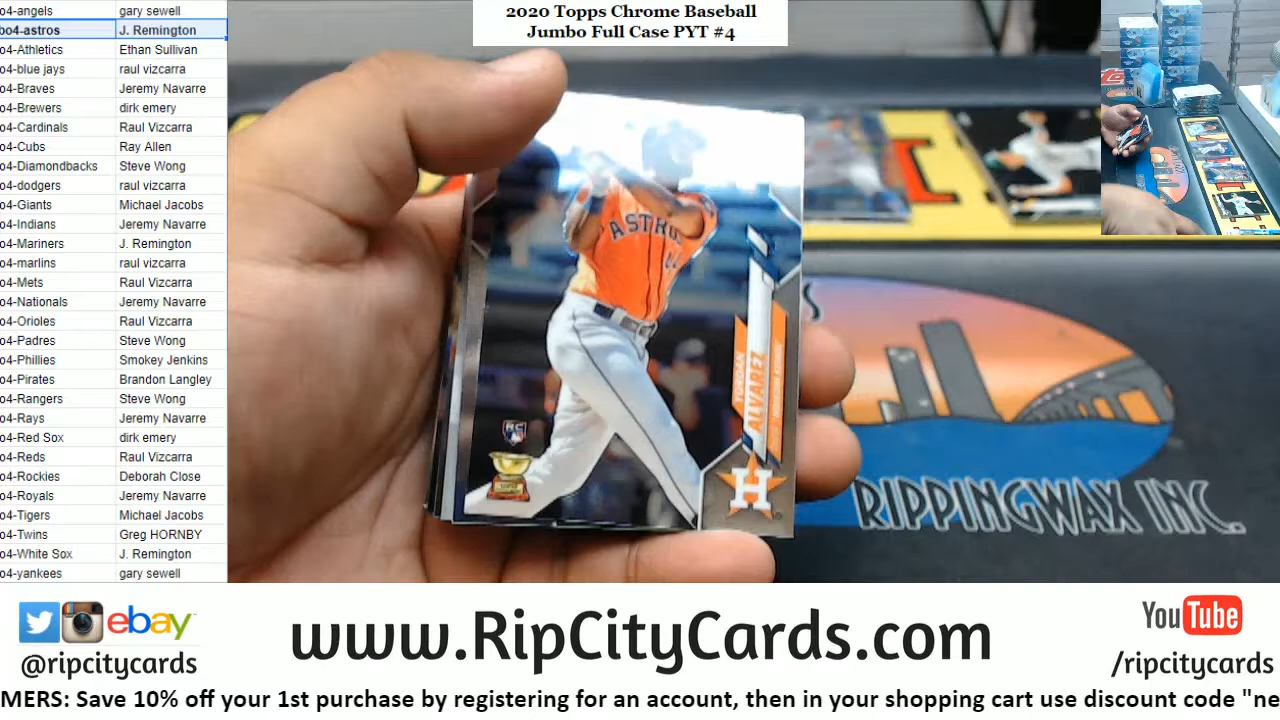 o4-angels gary sewell
bo4-astros J. Remington
o4-Athletics Ethan Sullivan
o4-blue jays raul vizcarra
o4-Braves Jeremy Navarre
o4-Brewers dirk emery
o4-Cardinals Raul Vizcarra
o4-Cubs Ray Allen
o4-Diamondbacks Steve Wong
o4-dodgers raul vizcarra
o4-Giants Michael Jacobs
o4-Indians Jeremy Navarre
o4-Mariners J. Remington
o4-marlins raul vizcarra
o4-Mets Raul Vizcarra
o4-Nationals Jeremy Navarre
o4-Orioles Raul Vizcarra
o4-Padres Steve Wong
o4-Phillies Smokey Jenkins
o4-Pirates Brandon Langley
o4-Rangers Steve Wong
o4-Rays Jeremy Navarre
o4-Red Sox dirk emery
o4-Reds Raul Vizcarra
o4-Rockies Deborah Close
o4-Royals Jeremy Navarre
o4-Tigers Michael Jacobs
o4-Twins Greg HORNBY
o4-White Sox J. Remington
o4-yankees gary sewell
2020 Topps Chrome Baseball
Jumbo Full Case PYT #4
ASTROS
YORDAN
ALVAREZ
RC
H
RIPPINGWAX INC.
ebay
@ripcitycards
www.RipCityCards.com
YouTube
/ripcitycards
MERS: Save 10% off your 1st purchase by registering for an account, then in your shopping cart use discount code "ne